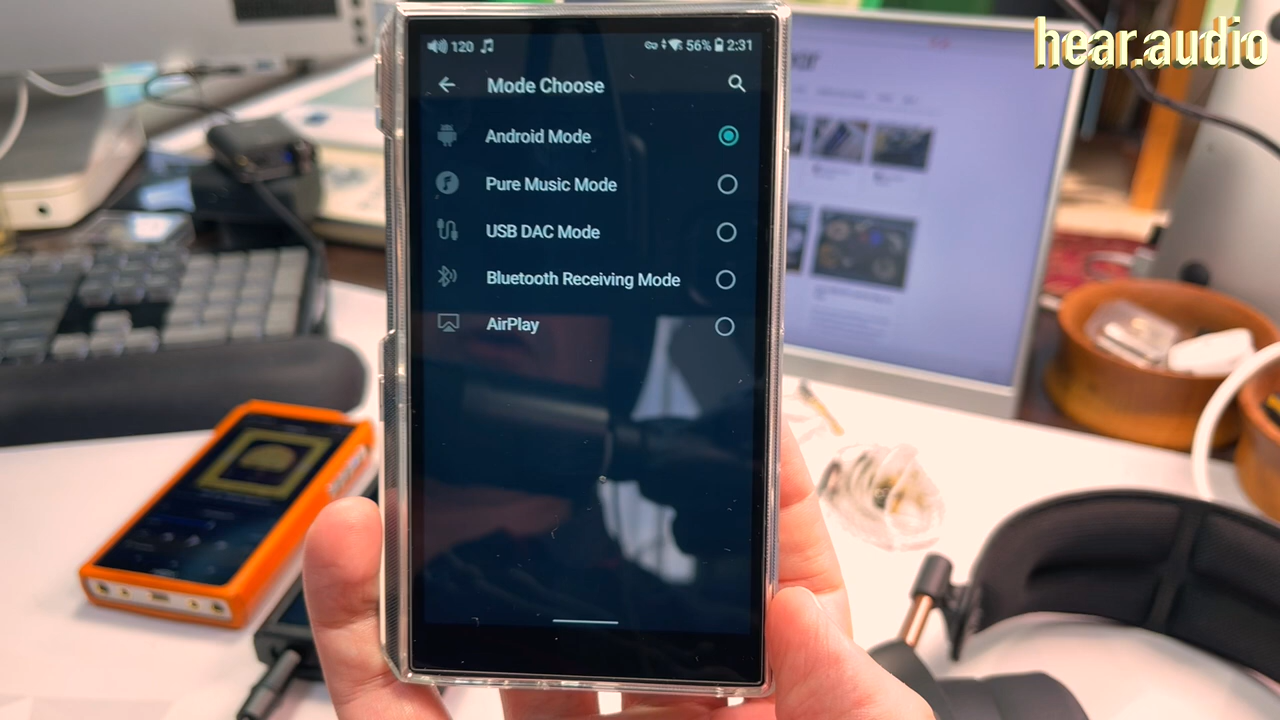 120 56% 2:31
hear.audio
Mode Choose
Android Mode
Pure Music Mode
USB DAC Mode
Bluetooth Receiving Mode
AirPlay